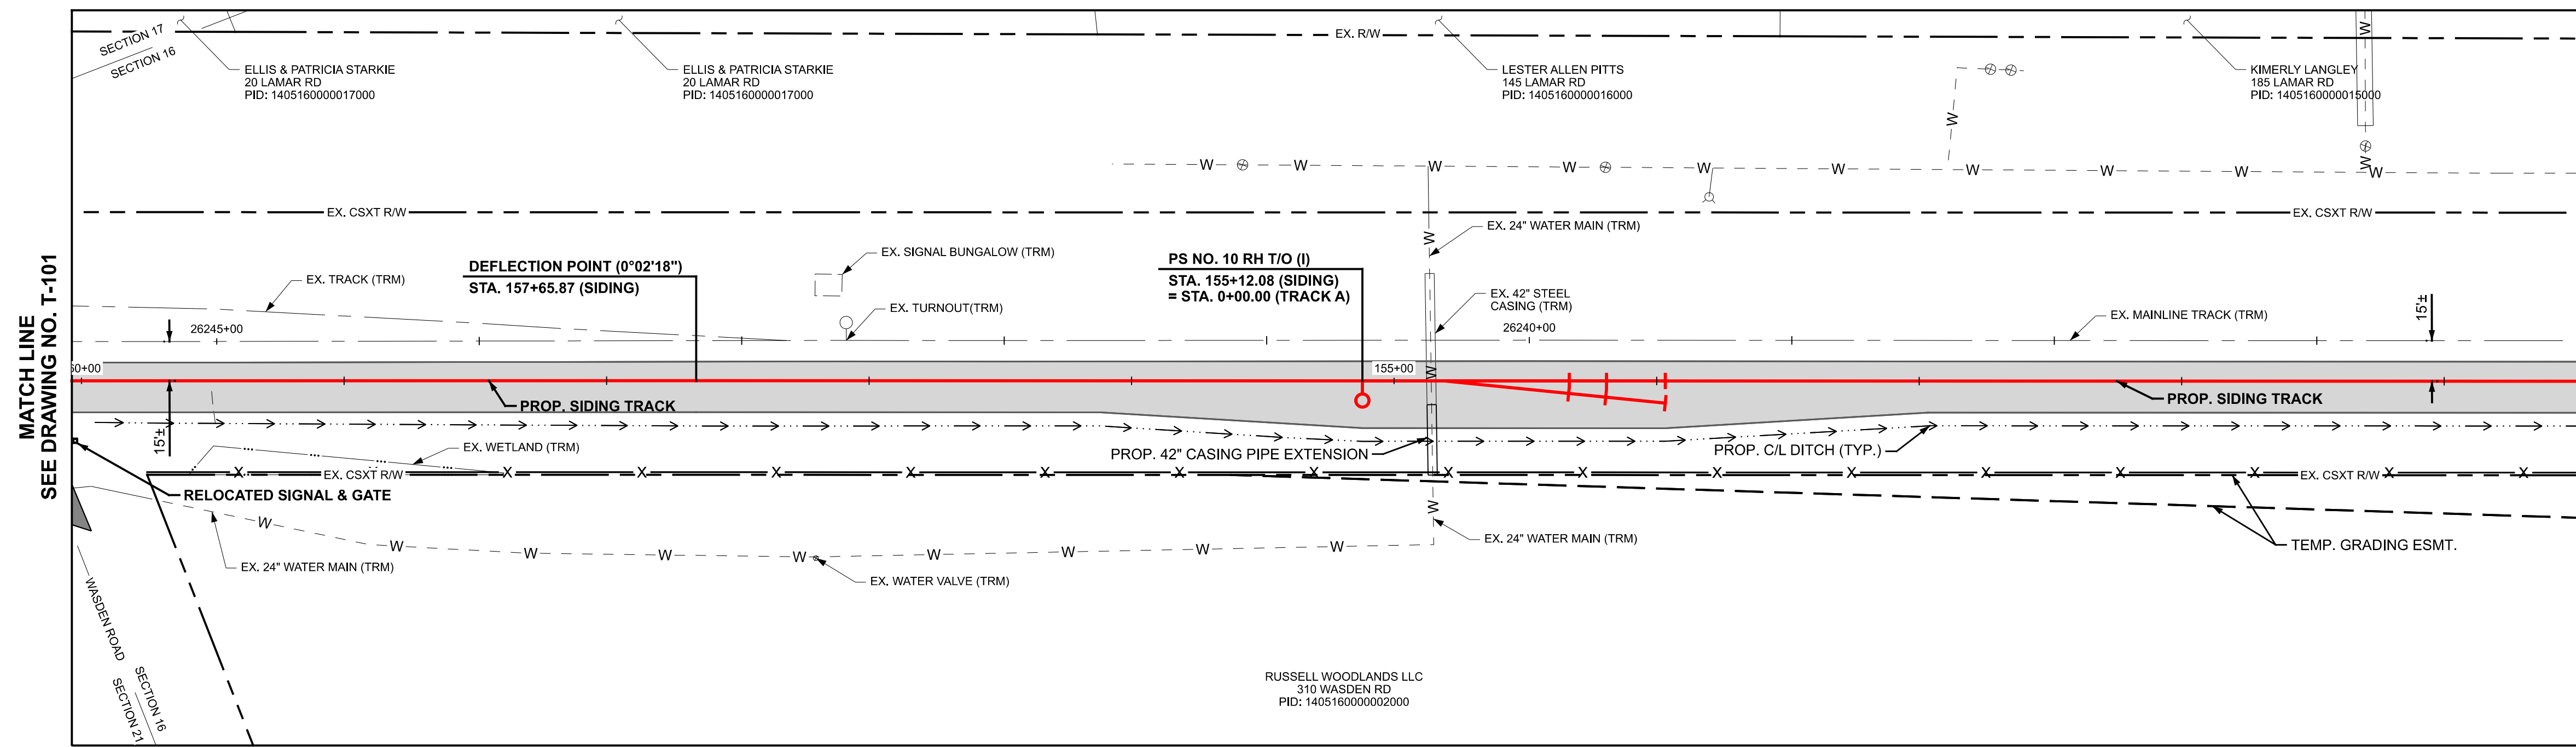 SECTION 17
SECTION 16
ELLIS & PATRICIA STARKIE
20 LAMAR RD
PID: 1405160000017000
ELLIS & PATRICIA STARKIE
20 LAMAR RD
PID: 1405160000017000
EX. R/W
LESTER ALLEN PITTS
145 LAMAR RD
PID: 1405160000016000
KIMERLY LANGLEY
185 LAMAR RD
PID: 1405160000015000
W
W
W
W W W W W W W W W W
EX. CSXT R/W
EX. CSXT R/W
MATCH LINE
SEE DRAWING NO. T-101
EX. TRACK (TRM)
DEFLECTION POINT (0°02'18")
STA. 157+65.87 (SIDING)
EX. SIGNAL BUNGALOW (TRM)
EX. TURNOUT(TRM)
PS NO. 10 RH T/O (I)
STA. 155+12.08 (SIDING)
= STA. 0+00.00 (TRACK A)
W
EX. 24" WATER MAIN (TRM)
EX. 42" STEEL
CASING (TRM)
EX. MAINLINE TRACK (TRM)
15'±
26245+00
26240+00
60+00
155+00
W
PROP. SIDING TRACK
PROP. SIDING TRACK
15'±
EX. WETLAND (TRM)
PROP. 42" CASING PIPE EXTENSION
PROP. C/L DITCH (TYP.)
X X X X X X X X X X X X X X X X X X
EX. CSXT R/W
EX. CSXT R/W
RELOCATED SIGNAL & GATE
W
W W W W W W W W W
EX. 24" WATER MAIN (TRM)
EX. WATER VALVE (TRM)
EX. 24" WATER MAIN (TRM)
TEMP. GRADING ESMT.
WASDEN ROAD
SECTION 16
SECTION 21
RUSSELL WOODLANDS LLC
310 WASDEN RD
PID: 1405160000002000